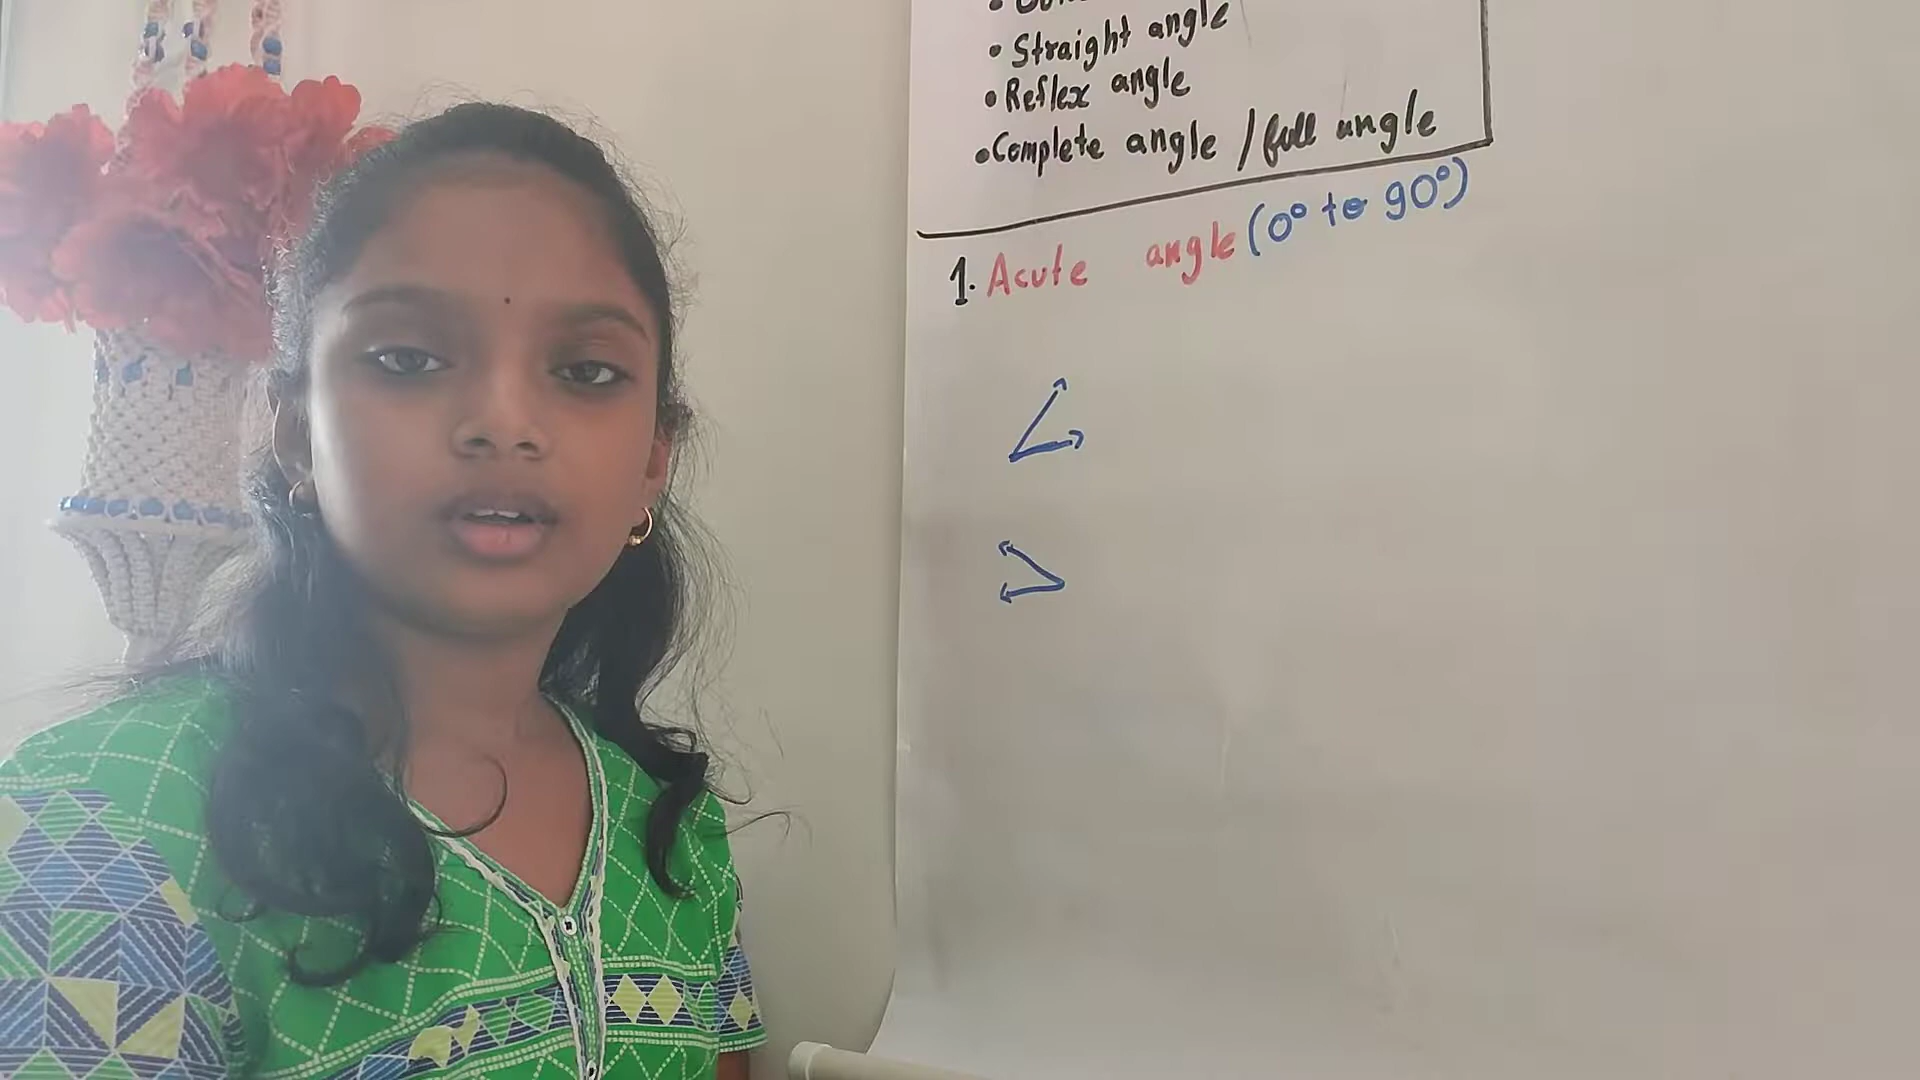 • Straight angle
• Reflex angle
• Complete angle / full angle
1. Acute angle (0° to 90°)